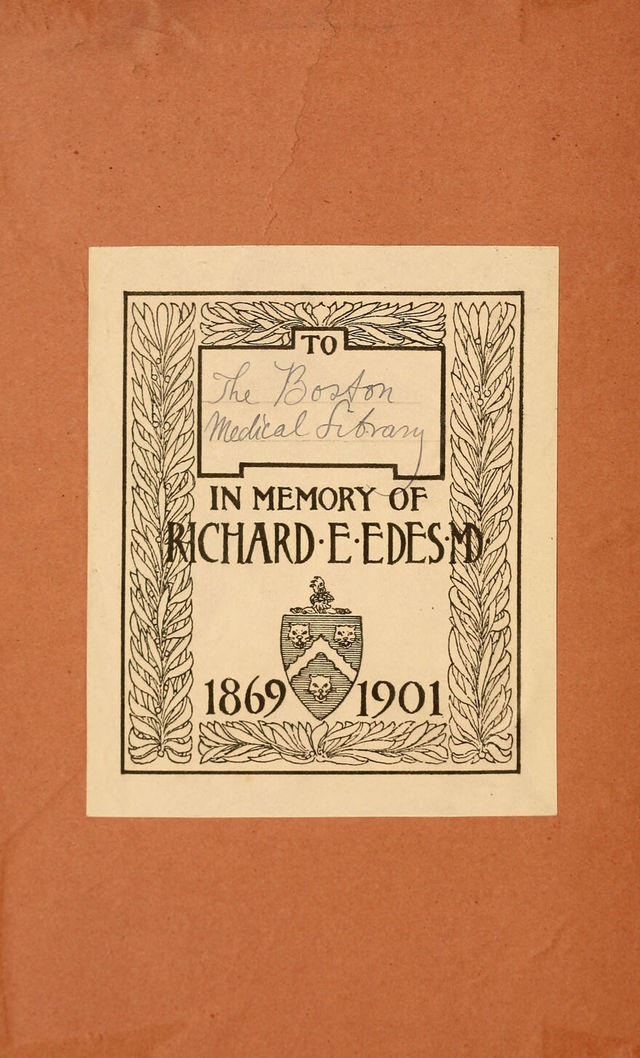 TO
The Boston
Medical Library
IN MEMORY OF
RICHARD·E·EDES·MD
1869 1901